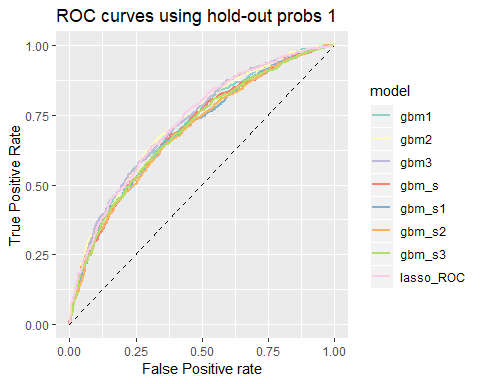 ROC curves using hold-out probs 1
1.00
0.75
0.50
0.25
0.00
True Positive Rate
0.00 0.25 0.50 0.75 1.00
False Positive rate
model
gbm1
gbm2
gbm3
gbm_s
gbm_s1
gbm_s2
gbm_s3
lasso_ROC